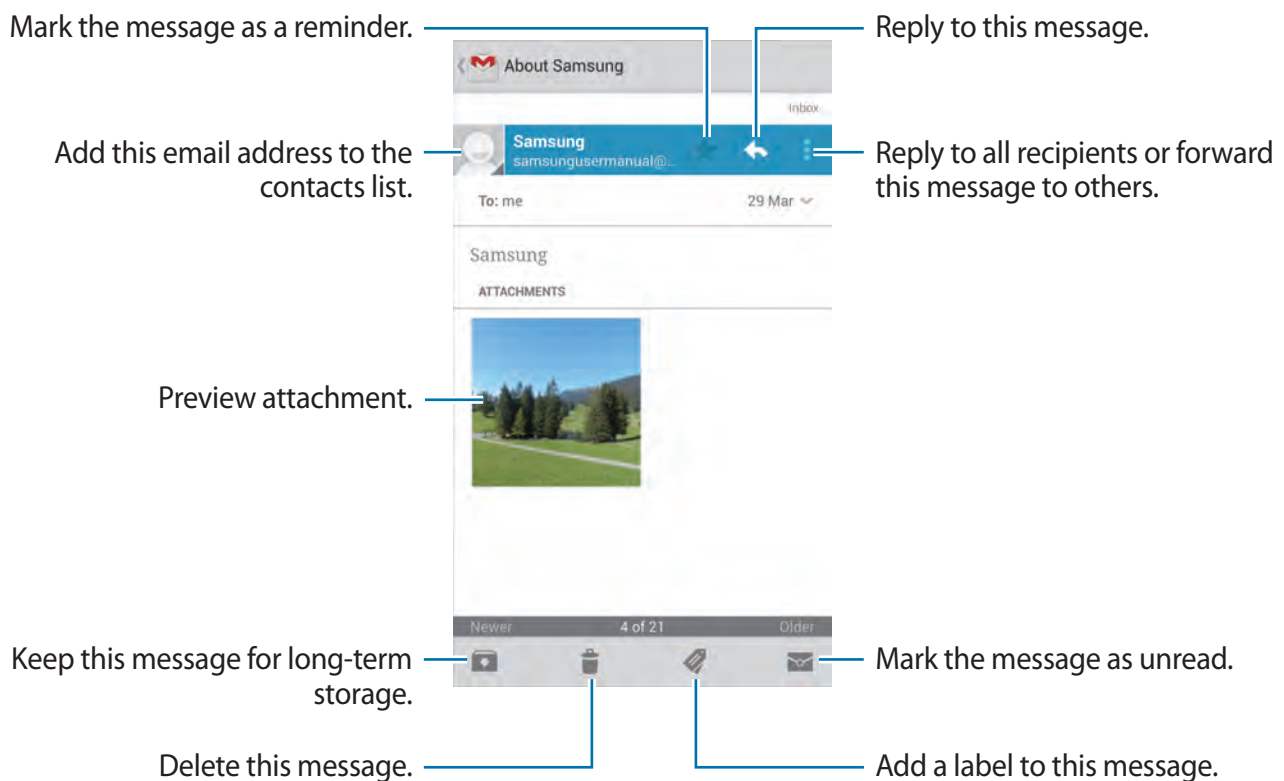 Mark the message as a reminder.
Reply to this message.
About Samsung
Inbox
Samsung
samsungusermanual@...
Add this email address to the
contacts list.
Reply to all recipients or forward
this message to others.
To: me
29 Mar
Samsung
ATTACHMENTS
Preview attachment.
Newer
4 of 21
Older
Keep this message for long-term
storage.
Mark the message as unread.
Delete this message.
Add a label to this message.